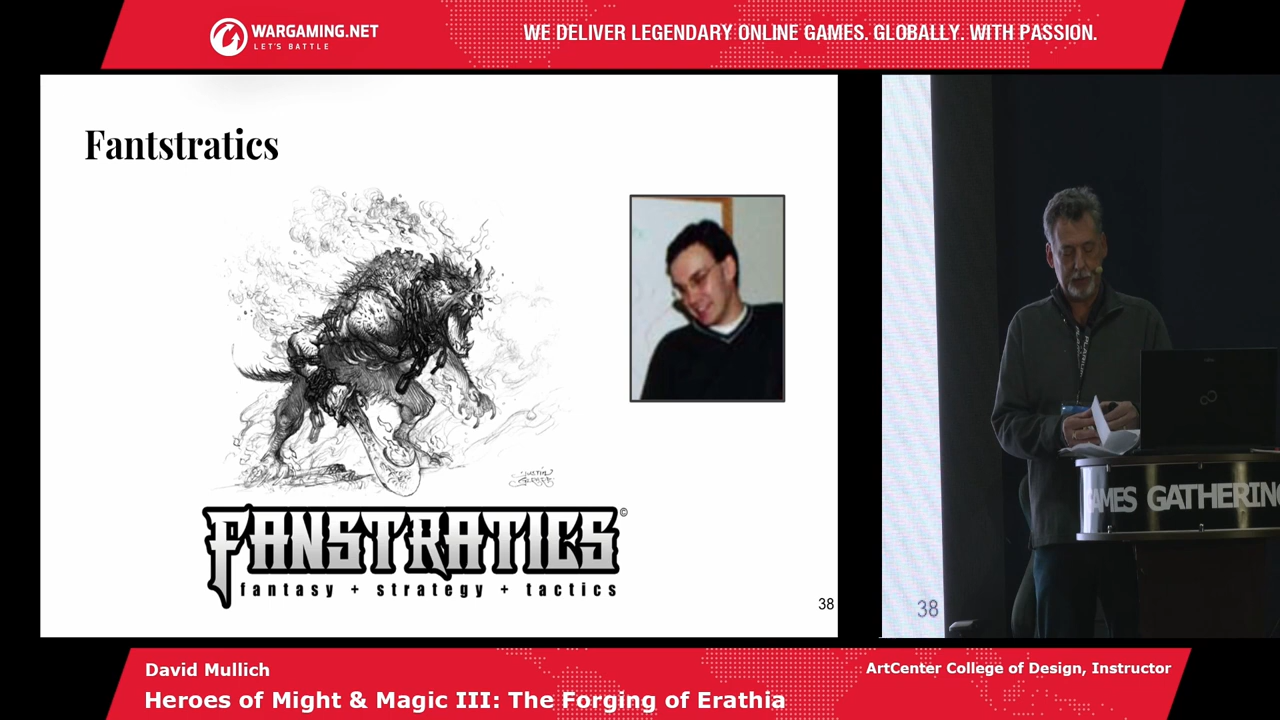 WARGAMING.NET
LET'S BATTLE
WE DELIVER LEGENDARY ONLINE GAMES. GLOBALLY. WITH PASSION.
Fantstratics
FANSTRATICS©
fantasy + strategy + tactics
38
38
AMES GATHERING
David Mullich
ArtCenter College of Design, Instructor
Heroes of Might & Magic III: The Forging of Erathia